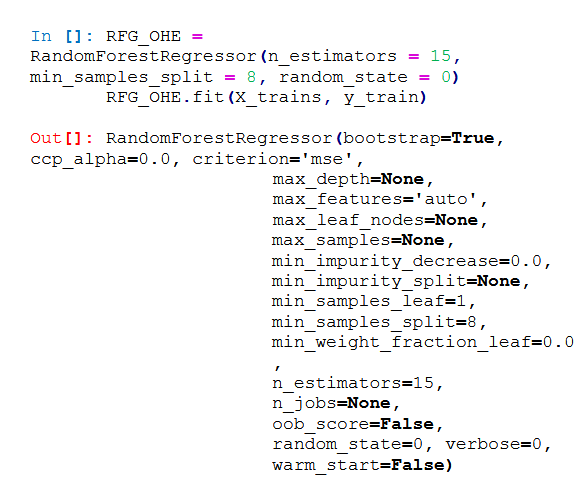 In []: RFG_OHE =
RandomForestRegressor(n_estimators = 15,
min_samples_split = 8, random_state = 0)
RFG_OHE.fit(X_trains, y_train)
Out[]: RandomForestRegressor(bootstrap=True,
ccp_alpha=0.0, criterion='mse',
max_depth=None,
max_features='auto',
max_leaf_nodes=None,
max_samples=None,
min_impurity_decrease=0.0,
min_impurity_split=None,
min_samples_leaf=1,
min_samples_split=8,
min_weight_fraction_leaf=0.0
,
n_estimators=15,
n_jobs=None,
oob_score=False,
random_state=0, verbose=0,
warm_start=False)